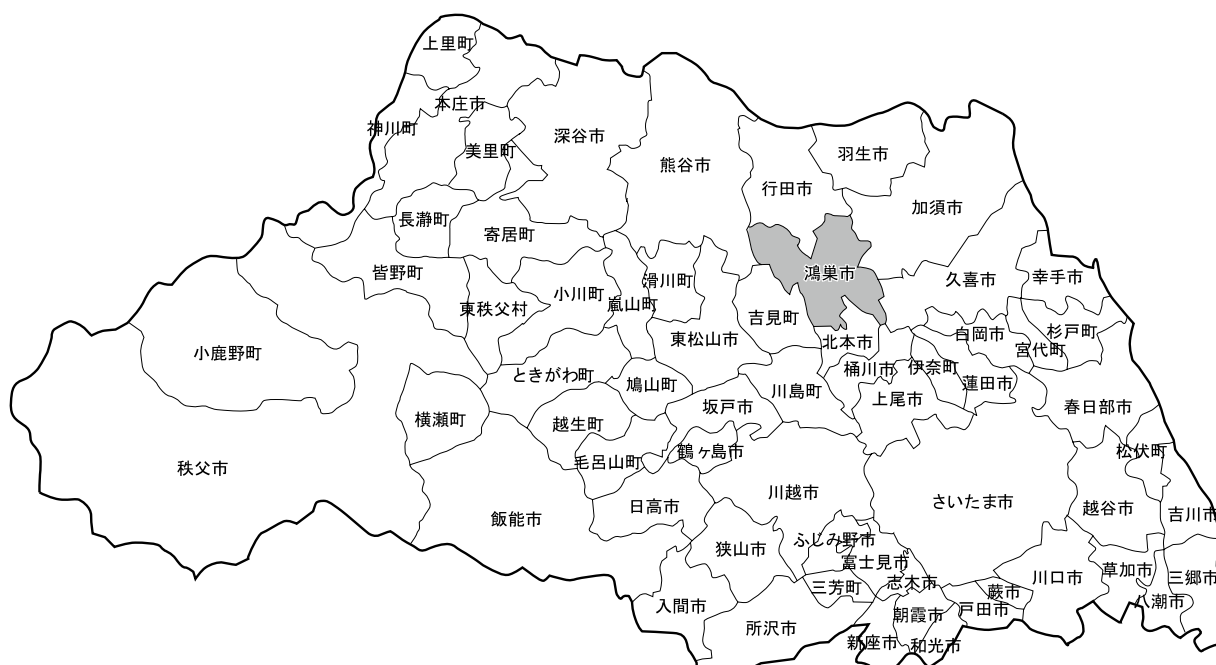 上里町
本庄市
神川町
美里町
深谷市
熊谷市
羽生市
行田市
加須市
長瀞町
寄居町
皆野町
鴻巣市
久喜市
幸手市
滑川町
小川町
嵐山町
東秩父村
吉見町
東松山市
北本市
白岡市
杉戸町
宮代町
小鹿野町
ときがわ町
鳩山町
川島町
桶川市
伊奈町
蓮田市
上尾市
坂戸市
春日部市
横瀬町
越生町
鶴ヶ島市
松伏町
毛呂山町
秩父市
川越市
さいたま市
日高市
飯能市
越谷市
吉川市
狭山市
ふじみ野市
富士見市
三芳町
志木市
川口市
草加市
三郷市
蕨市
八潮市
入間市
戸田市
朝霞市
所沢市
新座市
和光市